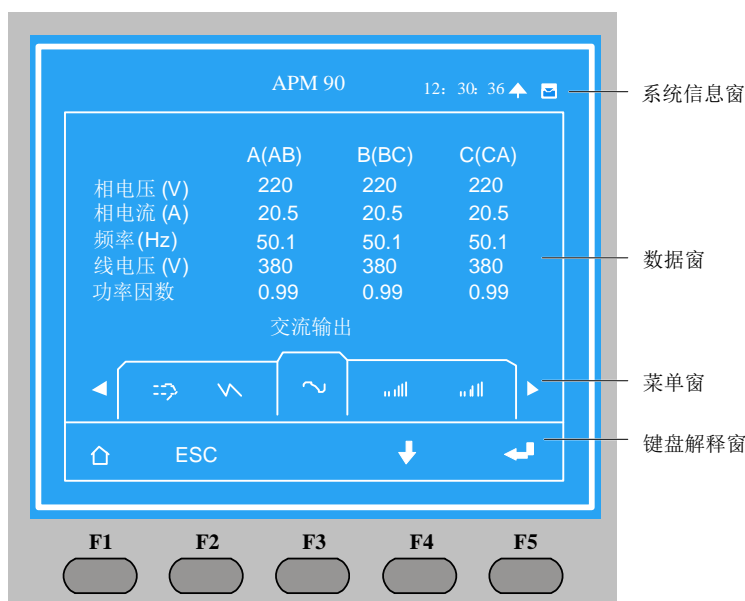 APM 90 12: 30: 36
系统信息窗
A(AB) B(BC) C(CA)
相电压 (V) 220 220 220
相电流 (A) 20.5 20.5 20.5
频率(Hz) 50.1 50.1 50.1
线电压 (V) 380 380 380
功率因数 0.99 0.99 0.99
数据窗
交流输出
菜单窗
ESC
键盘解释窗
F1 F2 F3 F4 F5